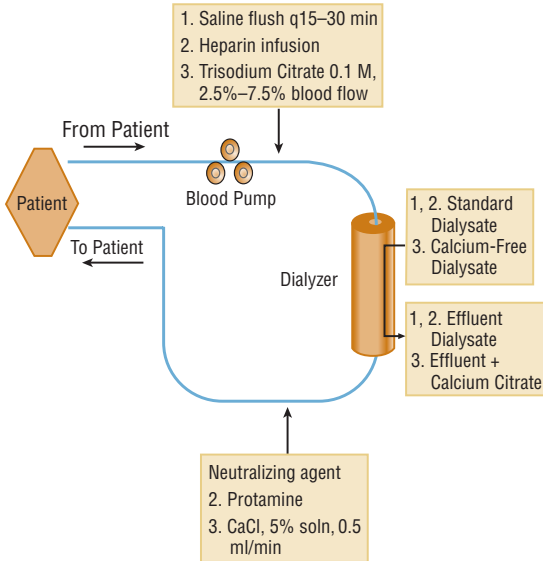 1. Saline flush q15–30 min
2. Heparin infusion
3. Trisodium Citrate 0.1 M,
2.5%–7.5% blood flow
From Patient
Blood Pump
Patient
To Patient
Dialyzer
1, 2. Standard
Dialysate
3. Calcium-Free
Dialysate
1, 2. Effluent
Dialysate
3. Effluent +
Calcium Citrate
Neutralizing agent
2. Protamine
3. CaCl, 5% soln, 0.5
ml/min